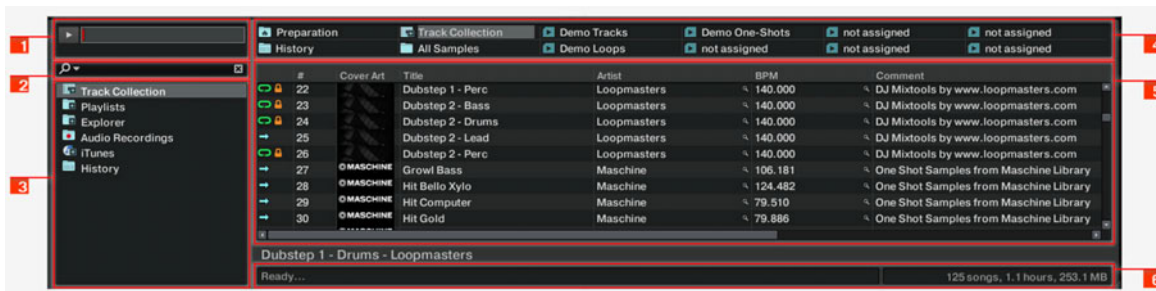 1
Preparation Track Collection Demo Tracks Demo One-Shots not assigned not assigned
History All Samples Demo Loops not assigned not assigned not assigned
4
2
# Cover Art Title Artist BPM Comment
5
Track Collection
Playlists
Explorer
Audio Recordings
iTunes
History
3
22 Dubstep 1 - Perc Loopmasters 140.000 DJ Mixtools by www.loopmasters.com
23 Dubstep 2 - Bass Loopmasters 140.000 DJ Mixtools by www.loopmasters.com
24 Dubstep 2 - Drums Loopmasters 140.000 DJ Mixtools by www.loopmasters.com
25 Dubstep 2 - Lead Loopmasters 140.000 DJ Mixtools by www.loopmasters.com
26 Dubstep 2 - Perc Loopmasters 140.000 DJ Mixtools by www.loopmasters.com
27 MASCHINE Growl Bass Maschine 106.181 One Shot Samples from Maschine Library
28 MASCHINE Hit Bello Xylo Maschine 124.482 One Shot Samples from Maschine Library
29 MASCHINE Hit Computer Maschine 79.510 One Shot Samples from Maschine Library
30 MASCHINE Hit Gold Maschine 79.886 One Shot Samples from Maschine Library
Dubstep 1 - Drums - Loopmasters
Ready... 125 songs, 1.1 hours, 253.1 MB
6